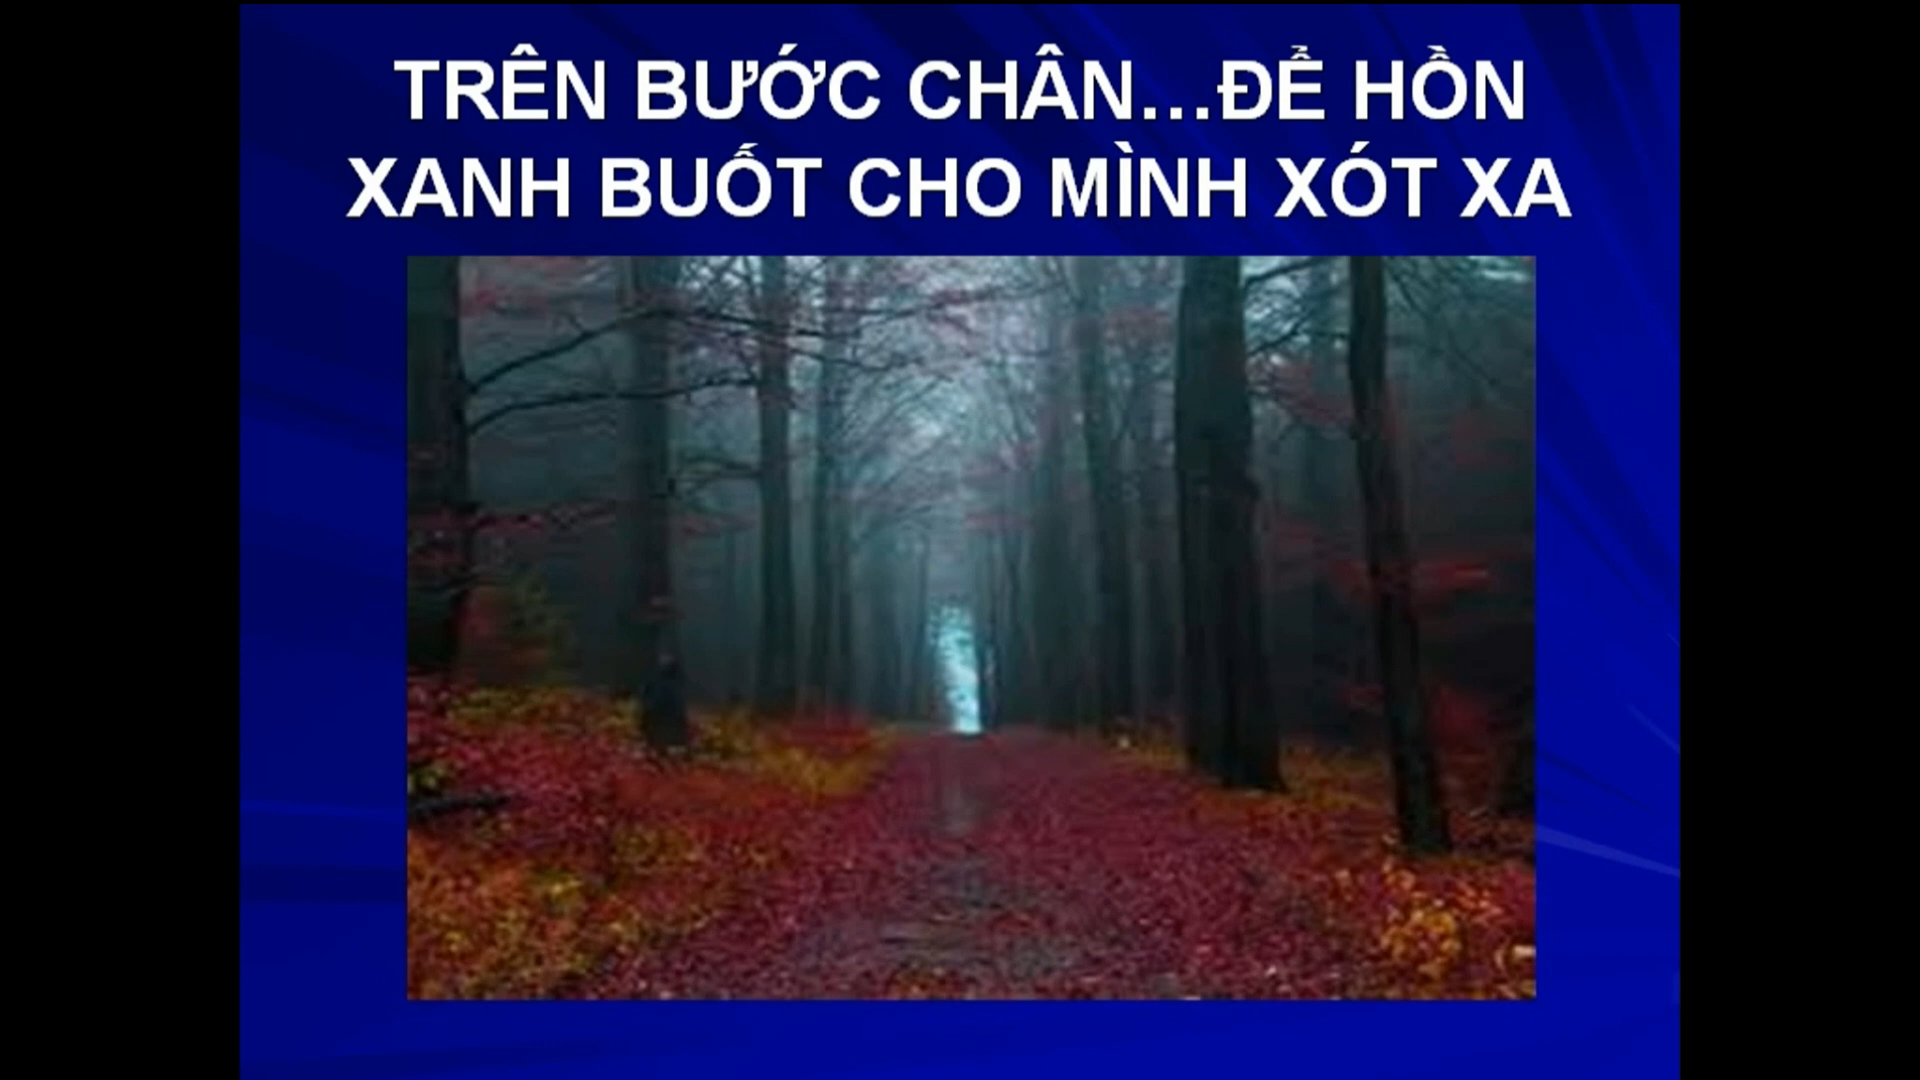 TRÊN BƯỚC CHÂN...ĐỂ HỒN
XANH BUỐT CHO MÌNH XÓT XA